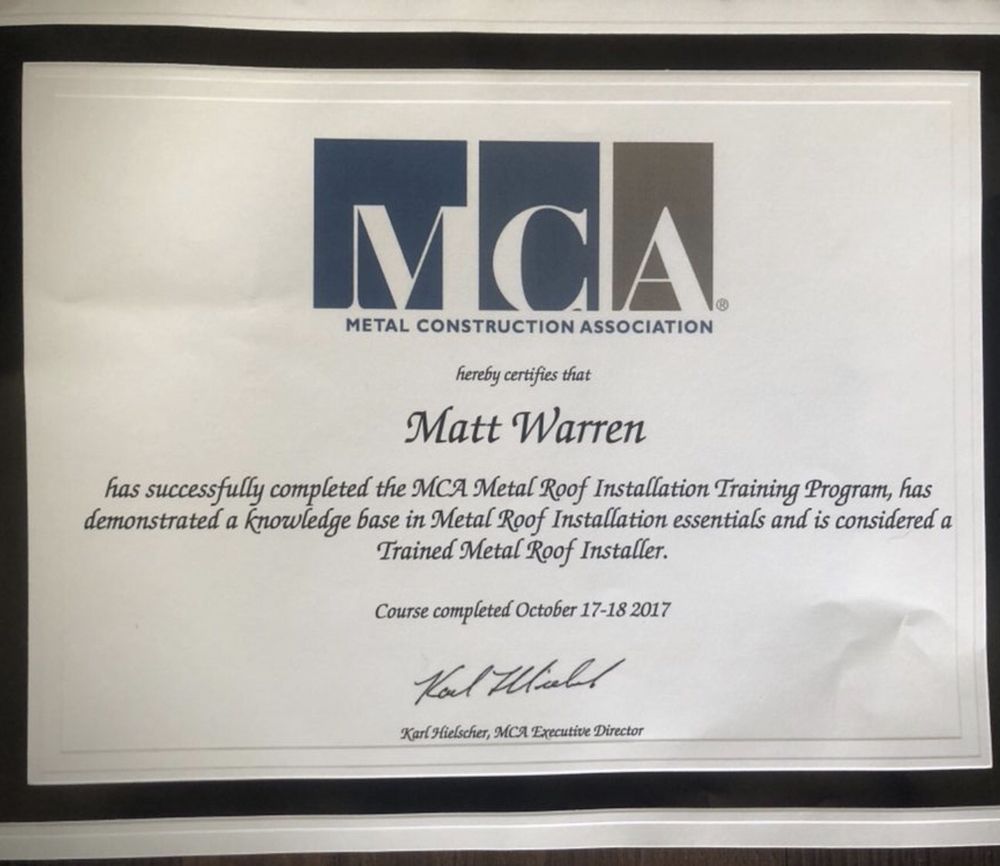 MCA®
METAL CONSTRUCTION ASSOCIATION
hereby certifies that
Matt Warren
has successfully completed the MCA Metal Roof Installation Training Program, has
demonstrated a knowledge base in Metal Roof Installation essentials and is considered a
Trained Metal Roof Installer.
Course completed October 17-18 2017
Karl Hielscher, MCA Executive Director